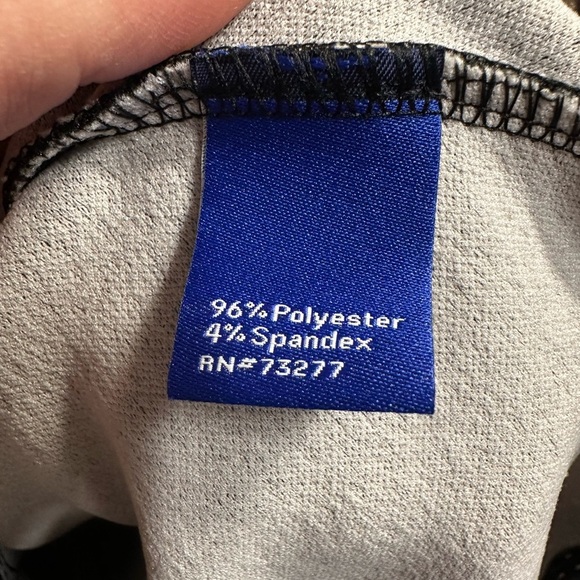 96% Polyester
4% Spandex
RN#73277